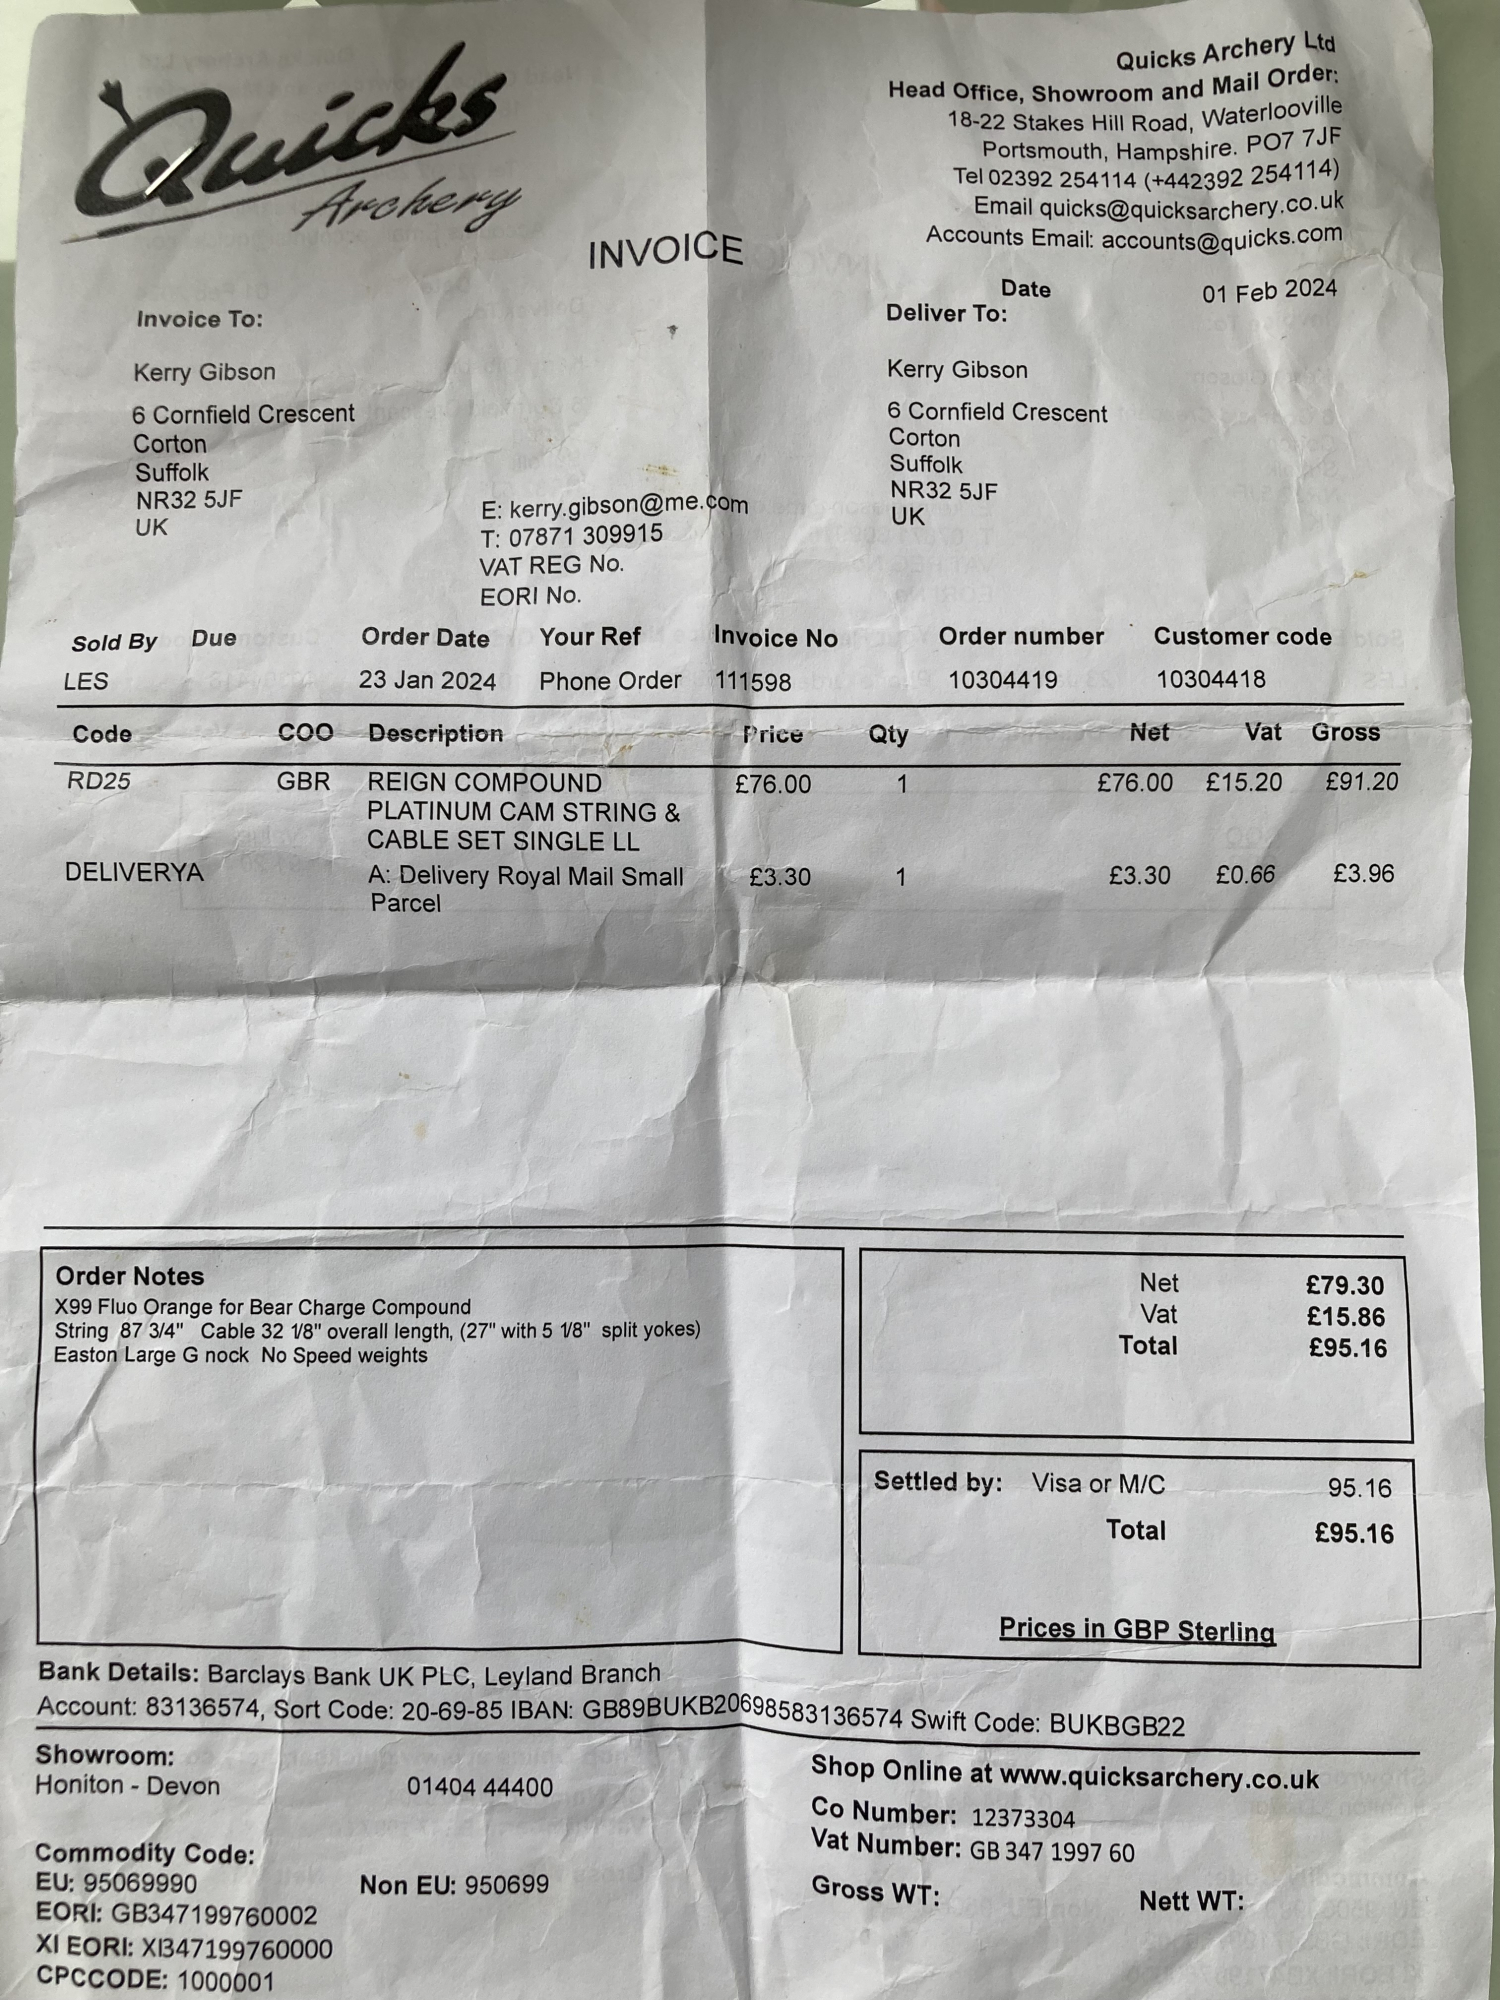 Quicks
Archery
Quicks Archery Ltd
Head Office, Showroom and Mail Order:
18-22 Stakes Hill Road, Waterlooville
Portsmouth, Hampshire. PO7 7JF
Tel 02392 254114 (+442392 254114)
Email quicks@quicksarchery.co.uk
Accounts Email: accounts@quicks.com
INVOICE
Date 01 Feb 2024
Invoice To:
Kerry Gibson
6 Cornfield Crescent
Corton
Suffolk
NR32 5JF
UK
E: kerry.gibson@me.com
T: 07871 309915
VAT REG No.
EORI No.
Deliver To:
Kerry Gibson
6 Cornfield Crescent
Corton
Suffolk
NR32 5JF
UK
Sold By Due Order Date Your Ref Invoice No Order number Customer code
LES 23 Jan 2024 Phone Order 111598 10304419 10304418
Code COO Description Price Qty Net Vat Gross
RD25 GBR REIGN COMPOUND £76.00 1 £76.00 £15.20 £91.20
PLATINUM CAM STRING &
CABLE SET SINGLE LL
DELIVERYA A: Delivery Royal Mail Small £3.30 1 £3.30 £0.66 £3.96
Parcel
Order Notes
X99 Fluo Orange for Bear Charge Compound
String 87 3/4" Cable 32 1/8" overall length, (27" with 5 1/8" split yokes)
Easton Large G nock No Speed weights
Net £79.30
Vat £15.86
Total £95.16
Settled by: Visa or M/C 95.16
Total £95.16
Prices in GBP Sterling
Bank Details: Barclays Bank UK PLC, Leyland Branch
Account: 83136574, Sort Code: 20-69-85 IBAN: GB89BUKB20698583136574 Swift Code: BUKBGB22
Showroom:
Honiton - Devon 01404 44400
Shop Online at www.quicksarchery.co.uk
Co Number: 12373304
Vat Number: GB 347 1997 60
Commodity Code:
EU: 95069990 Non EU: 950699
Gross WT: Nett WT:
EORI: GB347199760002
XI EORI: XI347199760000
CPCCODE: 1000001